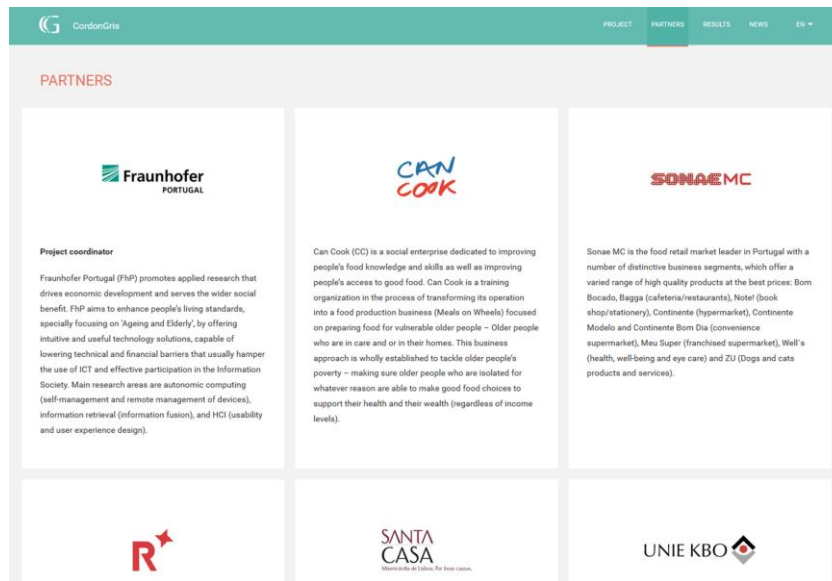 CordonGris
PROJECT PARTNERS RESULTS NEWS EN
PARTNERS
Fraunhofer
PORTUGAL
Project coordinator
Fraunhofer Portugal (FhP) promotes applied research that
drives economic development and serves the wider social
benefit. FhP aims to enhance people's living standards,
specially focusing on 'Ageing and Elderly', by offering
intuitive and useful technology solutions, capable of
lowering technical and financial barriers that usually hamper
the use of ICT and effective participation in the Information
Society. Main research areas are autonomic computing
(self-management and remote management of devices),
information retrieval (information fusion), and HCI (usability
and user experience design).
CAN
COOK
Can Cook (CC) is a social enterprise dedicated to improving
people's food knowledge and skills as well as improving
people's access to good food. Can Cook is a training
organization in the process of transforming its operation
into a food production business (Meals on Wheels) focused
on preparing food for vulnerable older people – Older people
who are in care and or in their homes. This business
approach is wholly established to tackle older people's
poverty – making sure older people who are isolated for
whatever reason are able to make good food choices to
support their health and their wealth (regardless of income
levels).
SONAE MC
Sonae MC is the food retail market leader in Portugal with a
number of distinctive business segments, which offer a
varied range of high quality products at the best prices: Bom
Bocado, Bagga (cafeteria/restaurants), Note! (book
shop/stationery), Continente (hypermarket), Continente
Modelo and Continente Bom Dia (convenience
supermarket), Meu Super (franchised supermarket), Well's
(health, well-being and eye care) and ZU (Dogs and cats
products and services).
R
SANTA
CASA
Misericórdia de Lisboa. Por boas causas.
UNIE KBO